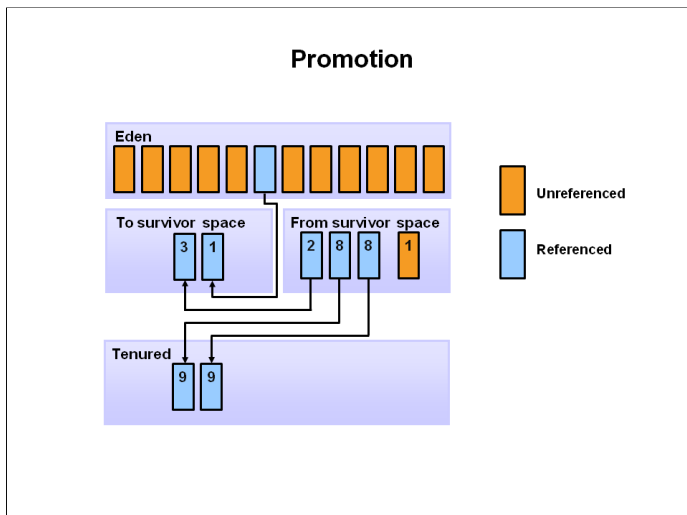 Promotion
Eden
Unreferenced
To survivor space
From survivor space
3 1
2 8 8 1
Referenced
Tenured
9 9